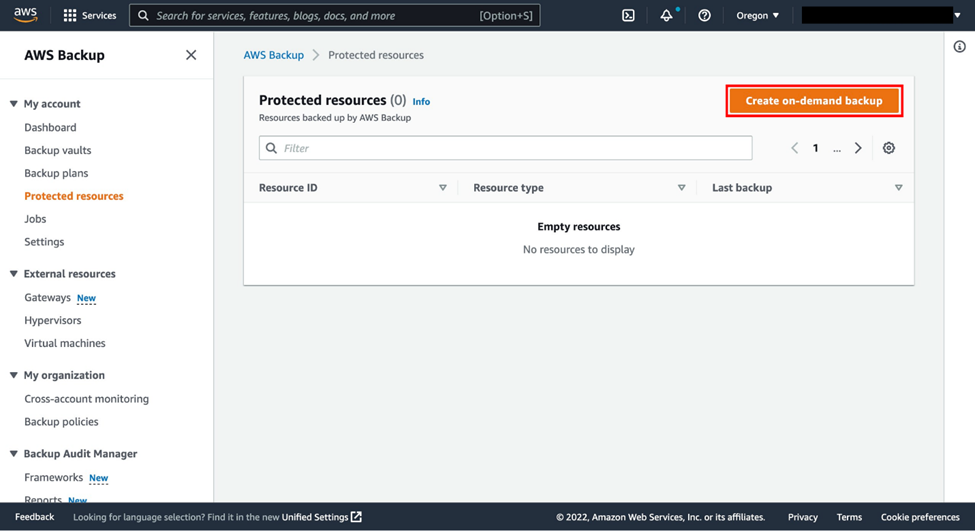 aws Services Search for services, features, blogs, docs, and more [Option+S] Oregon
AWS Backup
AWS Backup Protected resources
My account
Dashboard
Backup vaults
Backup plans
Protected resources
Jobs
Settings
External resources
Gateways New
Hypervisors
Virtual machines
My organization
Cross-account monitoring
Backup policies
Backup Audit Manager
Frameworks New
Reports New
Protected resources (0) Info
Resources backed up by AWS Backup
Create on-demand backup
Filter
1 ...
Resource ID Resource type Last backup
Empty resources
No resources to display
Feedback Looking for language selection? Find it in the new Unified Settings © 2022, Amazon Web Services, Inc. or its affiliates. Privacy Terms Cookie preferences